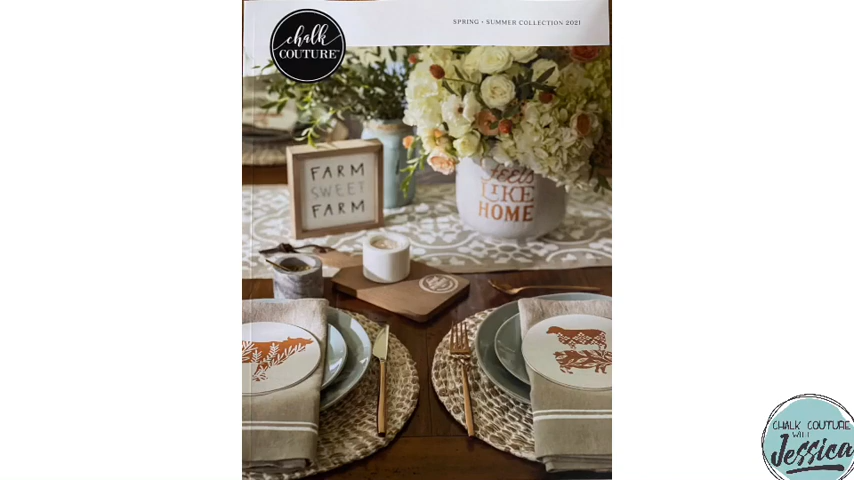 chalk
COUTURE
SPRING • SUMMER COLLECTION 2021
FARM
SWEET
FARM
FEELS
LIKE
HOME
CHALK COUTURE
WITH
Jessica